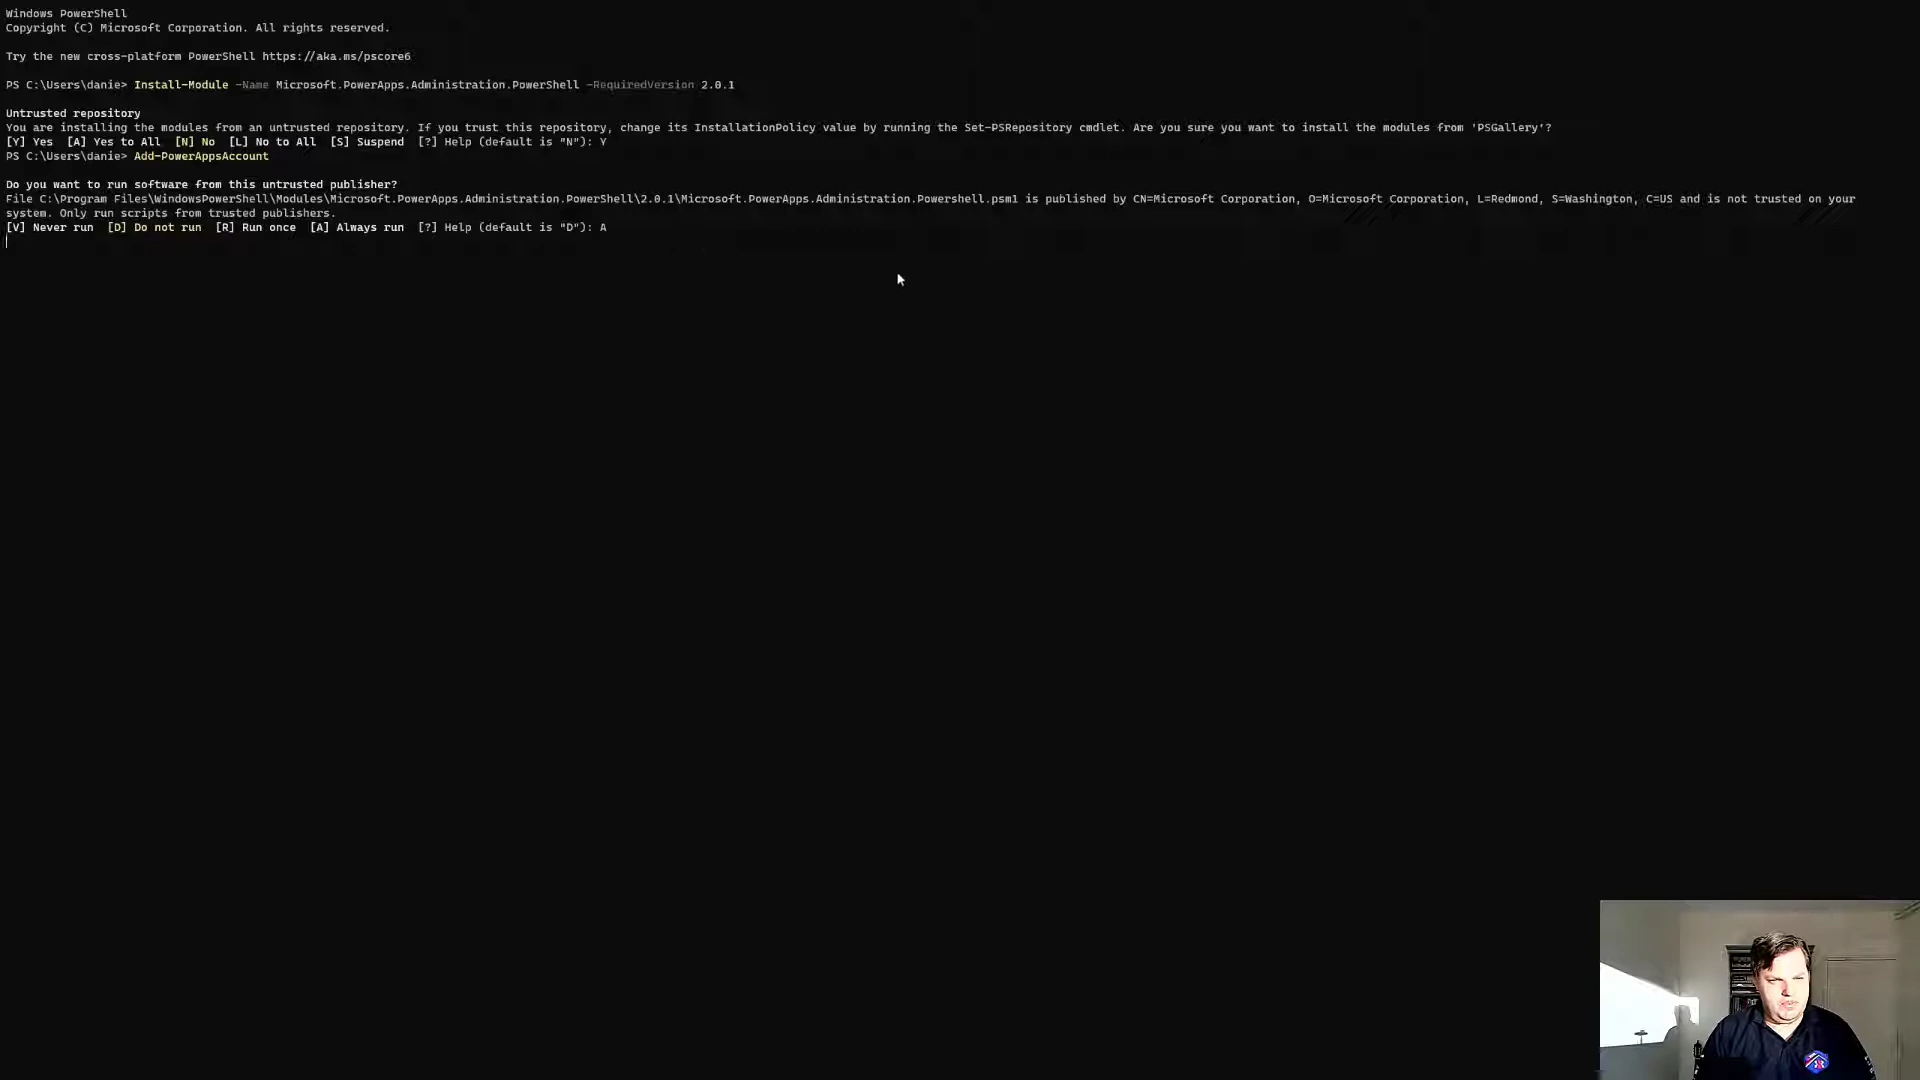 Windows PowerShell
Copyright (C) Microsoft Corporation. All rights reserved.
Try the new cross-platform PowerShell https://aka.ms/pscore6
PS C:\Users\danie> Install-Module -Name Microsoft.PowerApps.Administration.PowerShell -RequiredVersion 2.0.1
Untrusted repository
You are installing the modules from an untrusted repository. If you trust this repository, change its InstallationPolicy value by running the Set-PSRepository cmdlet. Are you sure you want to install the modules from 'PSGallery'?
[Y] Yes  [A] Yes to All  [N] No  [L] No to All  [S] Suspend  [?] Help (default is "N"): Y
PS C:\Users\danie> Add-PowerAppsAccount
Do you want to run software from this untrusted publisher?
File C:\Program Files\WindowsPowerShell\Modules\Microsoft.PowerApps.Administration.PowerShell\2.0.1\Microsoft.PowerApps.Administration.Powershell.psm1 is published by CN=Microsoft Corporation, O=Microsoft Corporation, L=Redmond, S=Washington, C=US and is not trusted on your
system. Only run scripts from trusted publishers.
[V] Never run  [D] Do not run  [R] Run once  [A] Always run  [?] Help (default is "D"): A